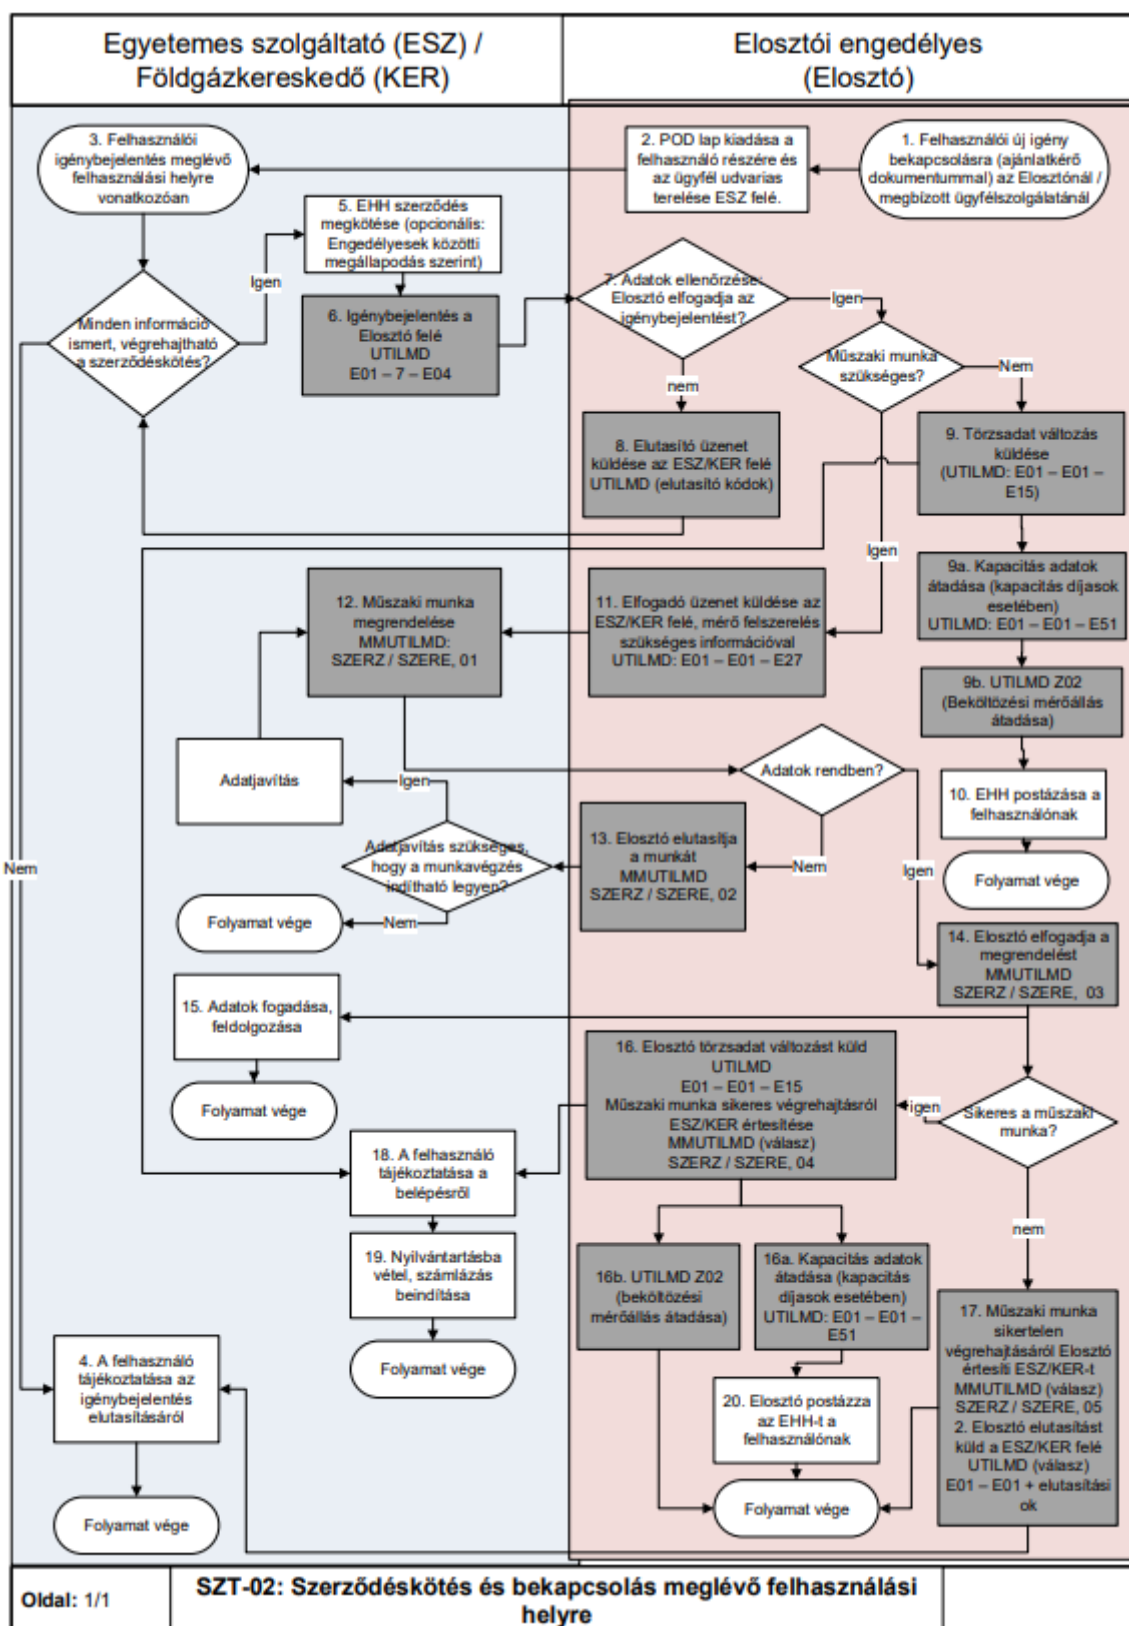 Egyetemes szolgáltató (ESZ) /
Földgázkereskedő (KER)
Elosztói engedélyes
(Elosztó)
3. Felhasználói
igénybejelentés meglévő
felhasználási helyre
vonatkozóan
2. POD lap kiadása a
felhasználó részére és
az ügyfél udvarias
terelése ESZ felé.
1. Felhasználói új igény
bekapcsolásra (ajánlatkérő
dokumentummal) az Elosztónál /
megbízott ügyfélszolgálatánál
5. EHH szerződés
megkötése (opcionális:
Engedélyesek közötti
megállapodás szerint)
Igen
Minden információ
ismert, végrehajtható
a szerződéskötés?
6. Igénybejelentés a
Elosztó felé
UTILMD
E01 – 7 – E04
7. Adatok ellenőrzése:
Elosztó elfogadja az
igénybejelentést?
Igen
Műszaki munka
szükséges?
Nem
nem
8. Elutasító üzenet
küldése az ESZ/KER felé
UTILMD (elutasító kódok)
9. Törzsadat változás
küldése
(UTILMD: E01 – E01 –
E15)
Igen
9a. Kapacitás adatok
átadása (kapacitás díjasok
esetében)
UTILMD: E01 – E01 – E51
12. Műszaki munka
megrendelése
MMUTILMD:
SZERZ / SZERE, 01
11. Elfogadó üzenet küldése az
ESZ/KER felé, mérő felszerelés
szükséges információval
UTILMD: E01 – E01 – E27
9b. UTILMD Z02
(Beköltözési mérőállás
átadása)
Adatjavítás
Igen
Adatok rendben?
10. EHH postázása a
felhasználónak
Adatjavítás szükséges,
hogy a munkavégzés
indítható legyen?
13. Elosztó elutasítja
a munkát
MMUTILMD
SZERZ / SZERE, 02
Nem
Igen
Nem
Folyamat vége
Folyamat vége
Nem
14. Elosztó elfogadja a
megrendelést
MMUTILMD
SZERZ / SZERE, 03
15. Adatok fogadása,
feldolgozása
16. Elosztó törzsadat változást küld
UTILMD
E01 – E01 – E15
Műszaki munka sikeres végrehajtásról
ESZ/KER értesítése
MMUTILMD (válasz)
SZERZ / SZERE, 04
igen
Sikeres a műszaki
munka?
Folyamat vége
18. A felhasználó
tájékoztatása a
belépésről
nem
19. Nyilvántartásba
vétel, számlázás
beindítása
16b. UTILMD Z02
(beköltözési
mérőállás átadása)
16a. Kapacitás adatok
átadása (kapacitás
díjasok esetében)
UTILMD: E01 – E01 –
E51
17. Műszaki munka
sikertelen
végrehajtásáról Elosztó
értesíti ESZ/KER-t
MMUTILMD (válasz)
SZERZ / SZERE, 05
2. Elosztó elutasítást
küld a ESZ/KER felé
UTILMD (válasz)
E01 – E01 + elutasítási
ok
Folyamat vége
4. A felhasználó
tájékoztatása az
igénybejelentés
elutasításáról
20. Elosztó postázza
az EHH-t a
felhasználónak
Folyamat vége
Folyamat vége
Oldal: 1/1
SZT-02: Szerződéskötés és bekapcsolás meglévő felhasználási
helyre